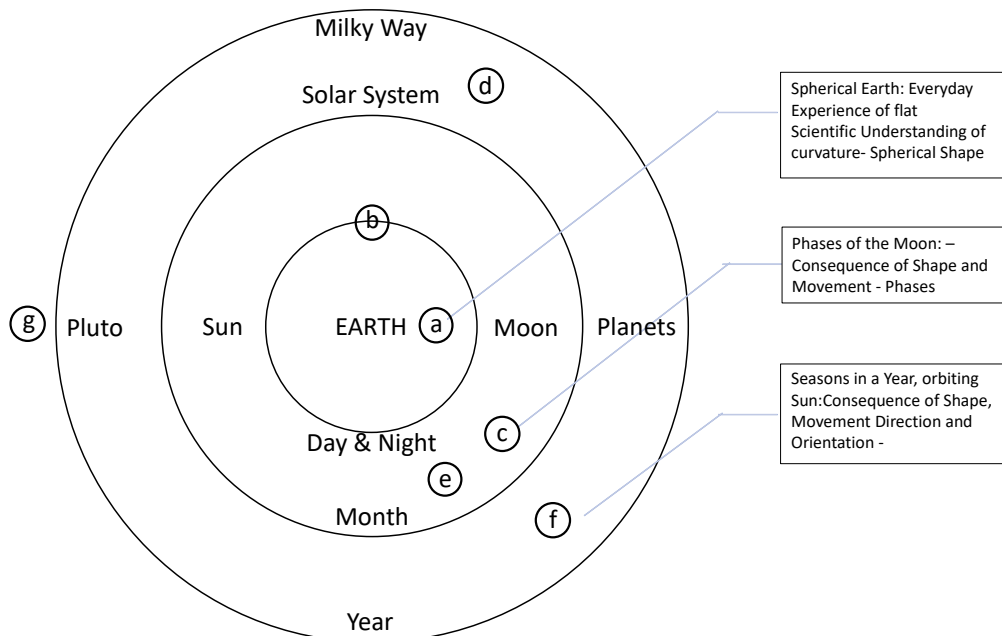 Milky Way
d
Solar System
b
g
Pluto
Sun
EARTH
a
Moon
Planets
Day & Night
c
e
Month
f
Year
Spherical Earth: Everyday
Experience of flat
Scientific Understanding of
curvature- Spherical Shape
Phases of the Moon: –
Consequence of Shape and
Movement - Phases
Seasons in a Year, orbiting
Sun:Consequence of Shape,
Movement Direction and
Orientation -